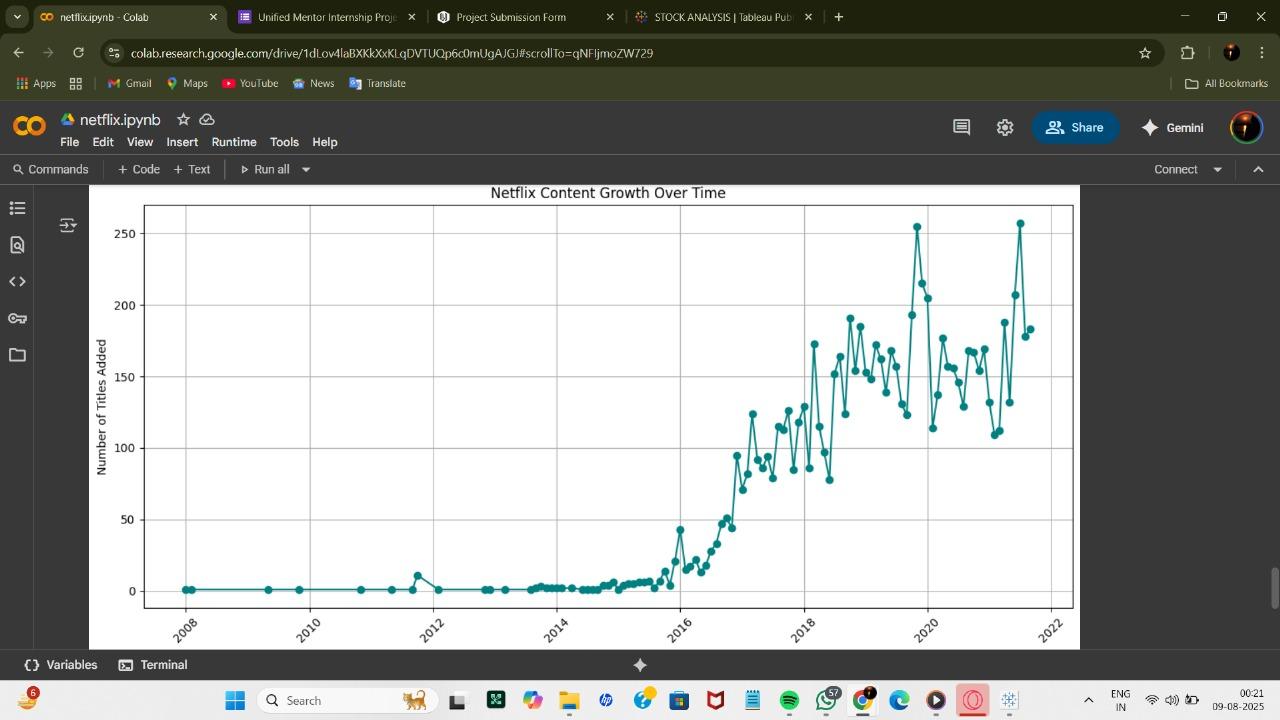 netflix.ipynb - Colab
Unified Mentor Internship Proje
Project Submission Form
STOCK ANALYSIS | Tableau Pub
colab.research.google.com/drive/1dLov4laBXKkXxKLqDVTUQp6c0mUgAJGJ#scrollTo=qNFIjmoZW729
Apps
Gmail
Maps
YouTube
News
Translate
All Bookmarks
netflix.ipynb
File Edit View Insert Runtime Tools Help
Share
Gemini
Commands
+ Code + Text
Run all
Connect
Netflix Content Growth Over Time
250
200
150
100
50
0
Number of Titles Added
2008 2010 2012 2014 2016 2018 2020 2022
Variables
Terminal
6
Search
57
ENG
IN
00:21
09-08-2025